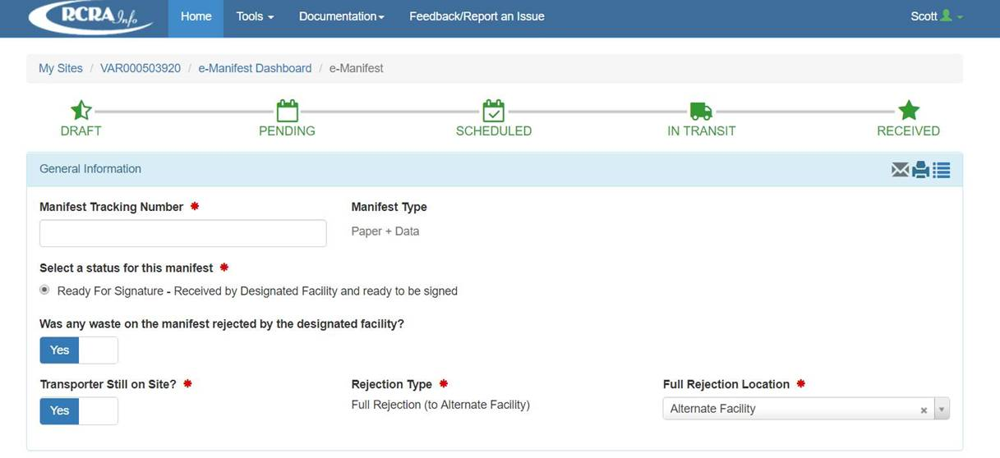 RCRAInfo Home Tools Documentation Feedback/Report an Issue Scott
My Sites / VAR000503920 / e-Manifest Dashboard / e-Manifest
DRAFT PENDING SCHEDULED IN TRANSIT RECEIVED
General Information
Manifest Tracking Number * Manifest Type
Paper + Data
Select a status for this manifest *
Ready For Signature - Received by Designated Facility and ready to be signed
Was any waste on the manifest rejected by the designated facility?
Yes
Transporter Still on Site? * Rejection Type * Full Rejection Location *
Yes Full Rejection (to Alternate Facility) Alternate Facility ×